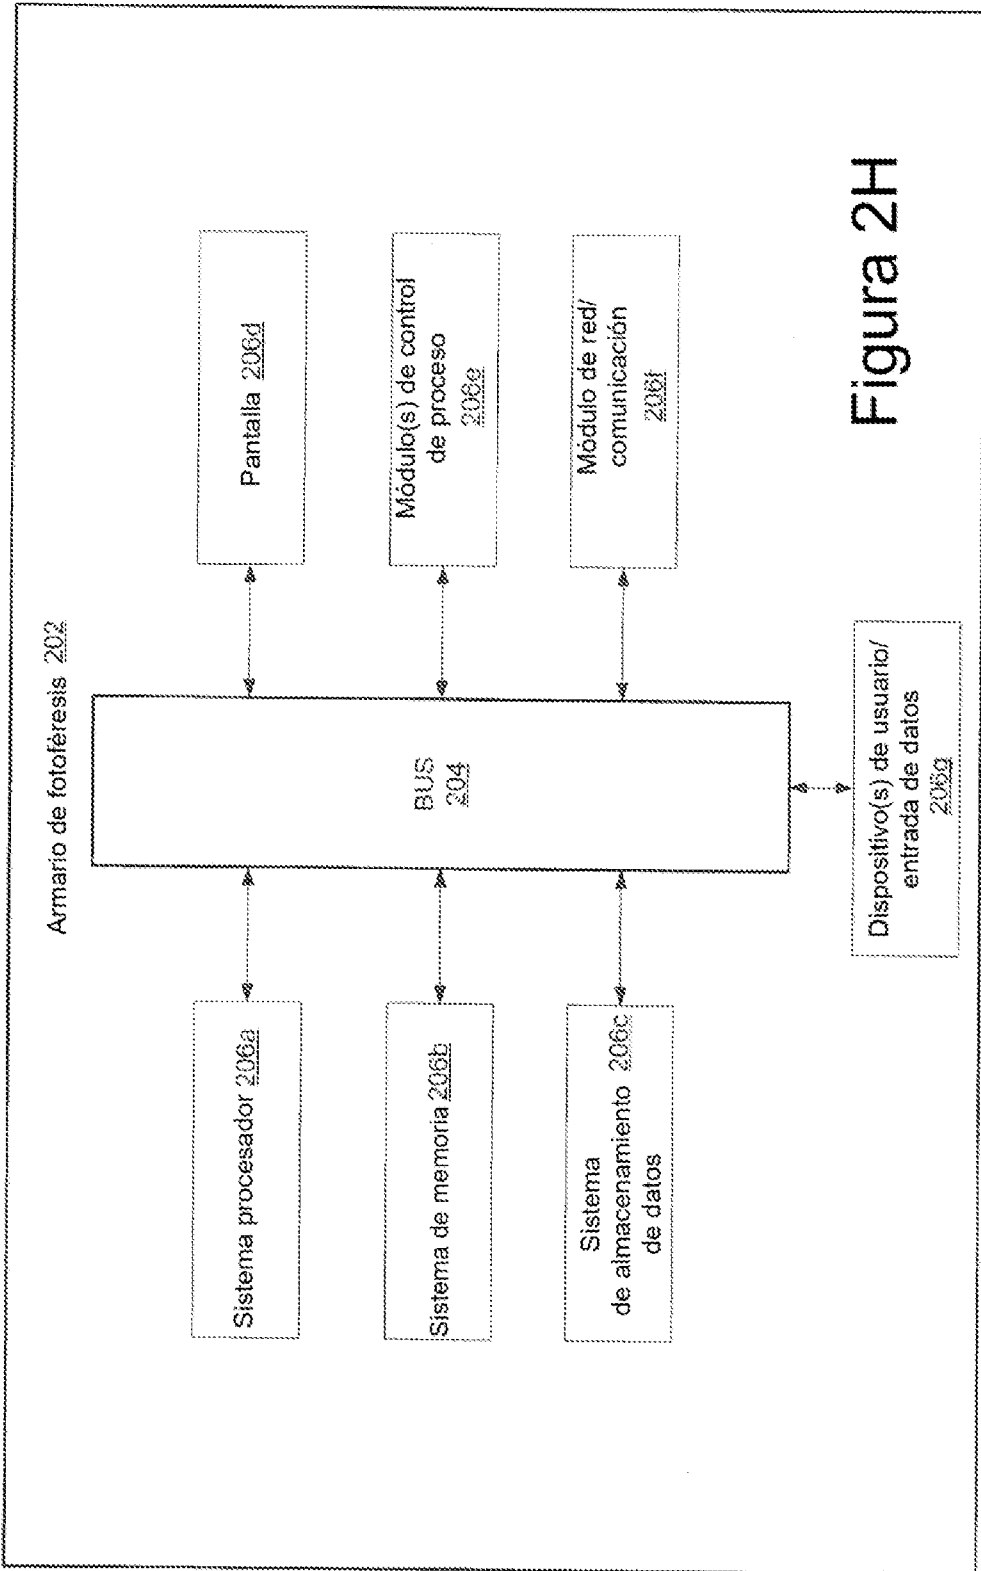 Armario de fotoféresis 202
Sistema procesador 206a
Sistema de memoria 206b
Sistema
de almacenamiento 206c
de datos
BUS
204
Pantalla 206d
Módulo(s) de control
de proceso
206e
Módulo de red/
comunicación
206f
Dispositivo(s) de usuario/
entrada de datos
206g
Figura 2H